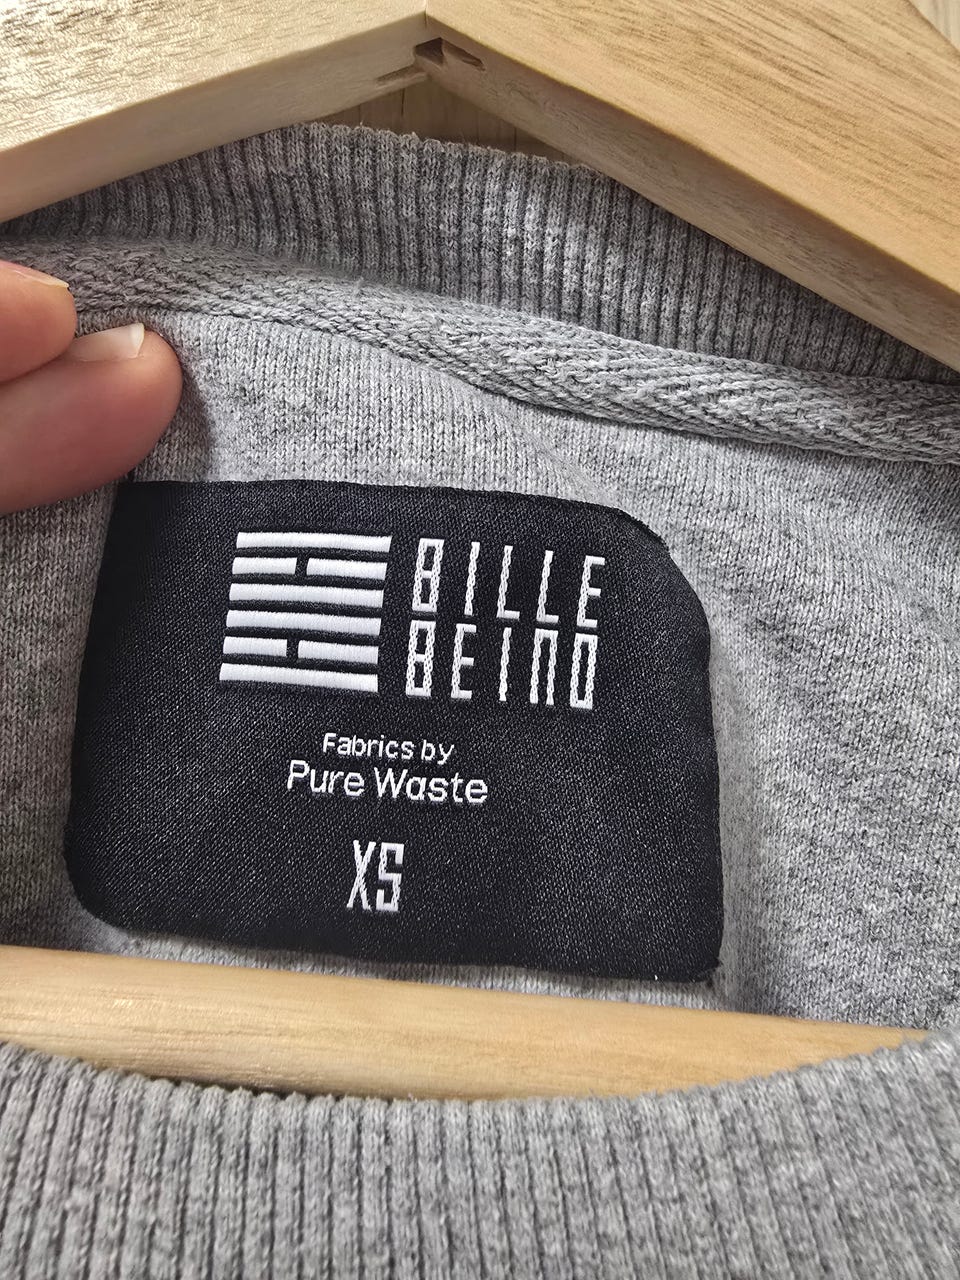 BILLE
BEINO
Fabrics by
Pure Waste
XS